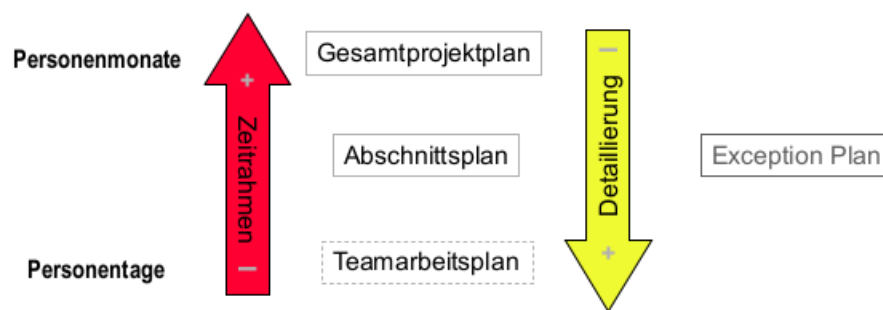 Personenmonate
Gesamtprojektplan
+
Zeitrahmen
–
–
Detaillierung
+
Abschnittsplan
Exception Plan
Personentage
Teamarbeitsplan